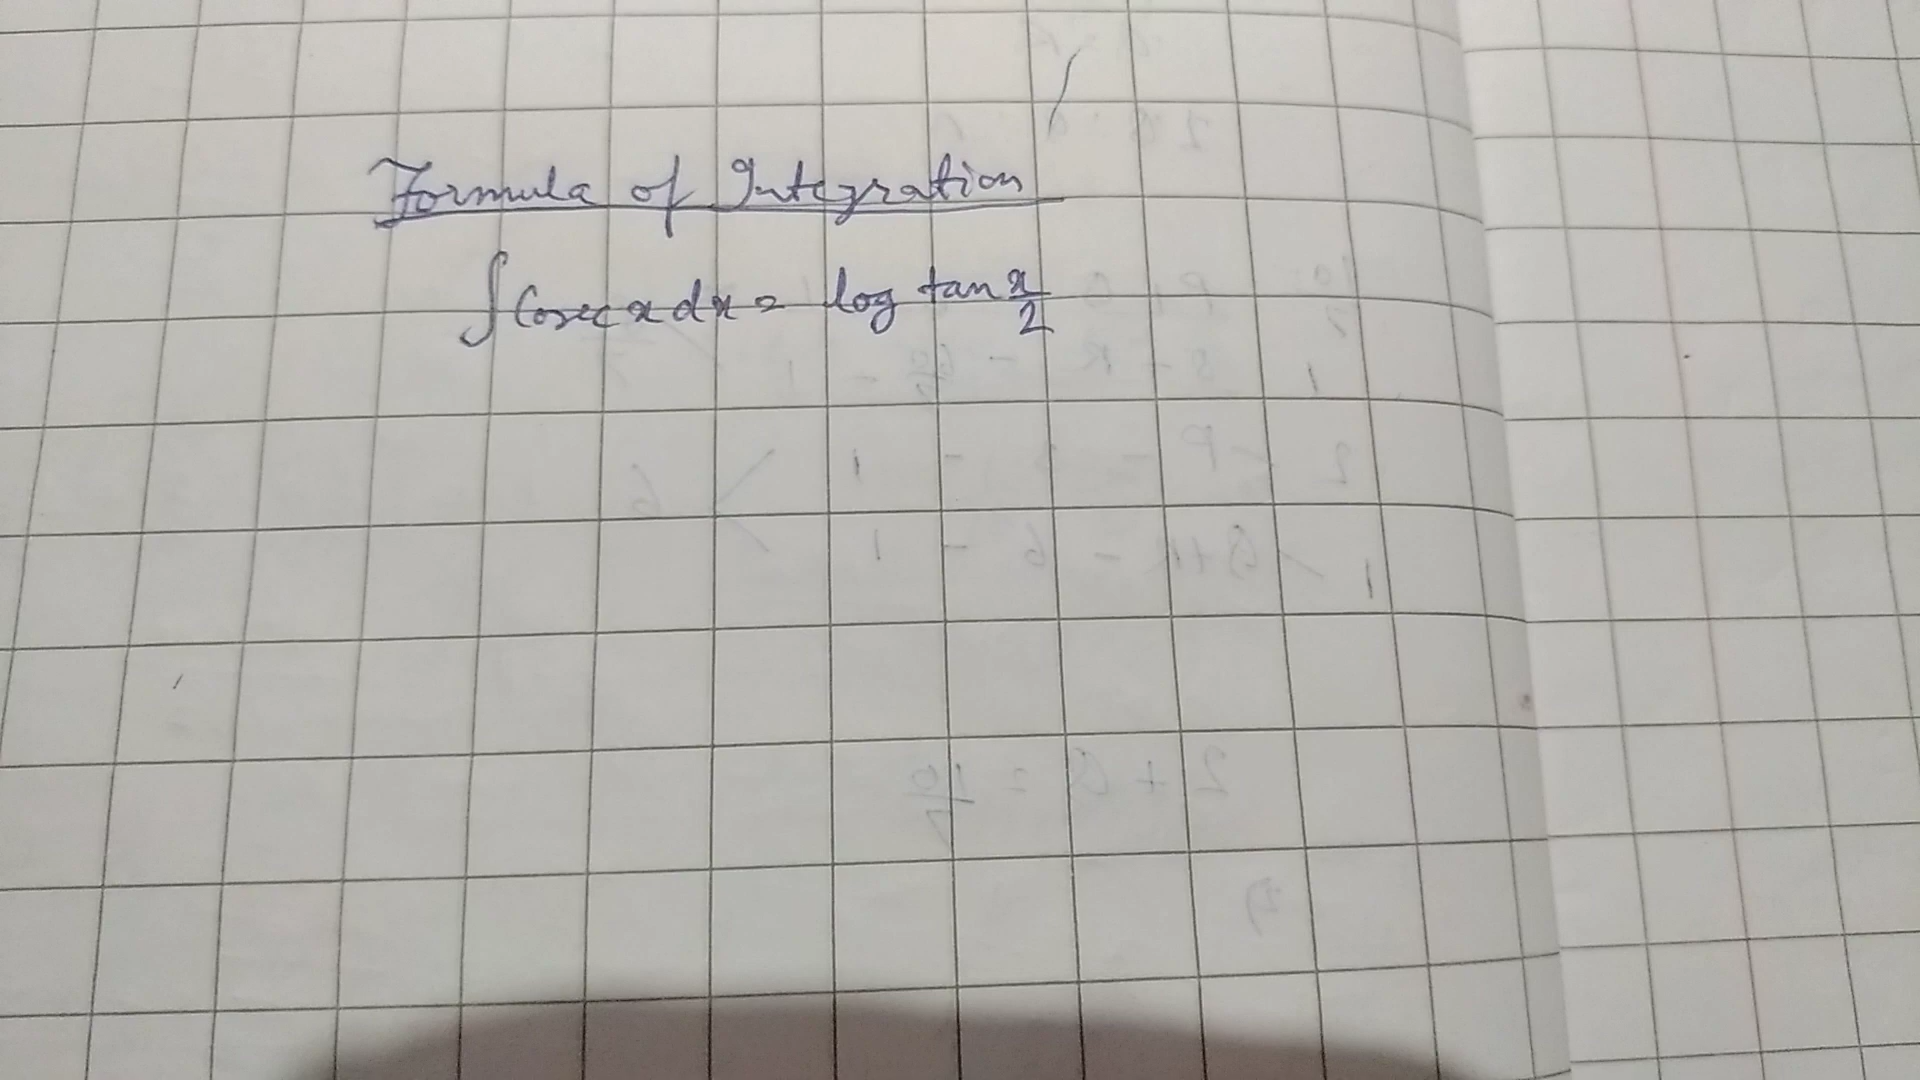 Formula of Integration
∫ Cosec x dx = log tan x/2